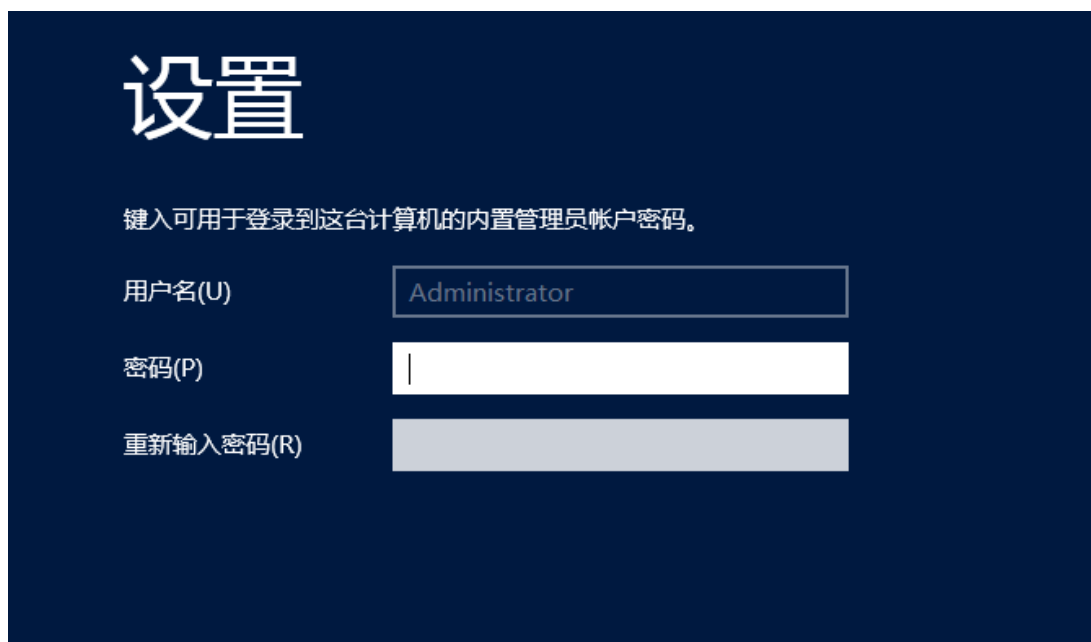 设置
键入可用于登录到这台计算机的内置管理员帐户密码。
用户名(U)
Administrator
密码(P)
重新输入密码(R)